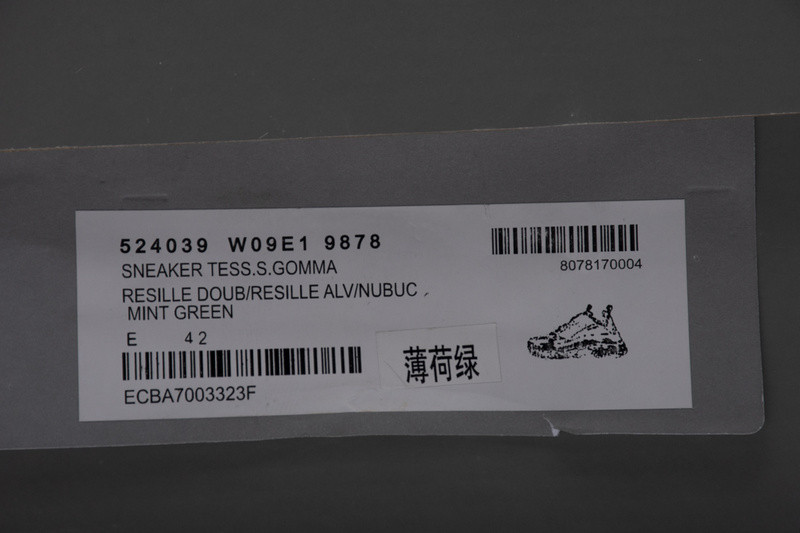 524039 W09E1 9878
SNEAKER TESS.S.GOMMA
RESILLE DOUB/RESILLE ALV/NUBUC
MINT GREEN
E 42
ECBA7003323F
8078170004
薄荷绿